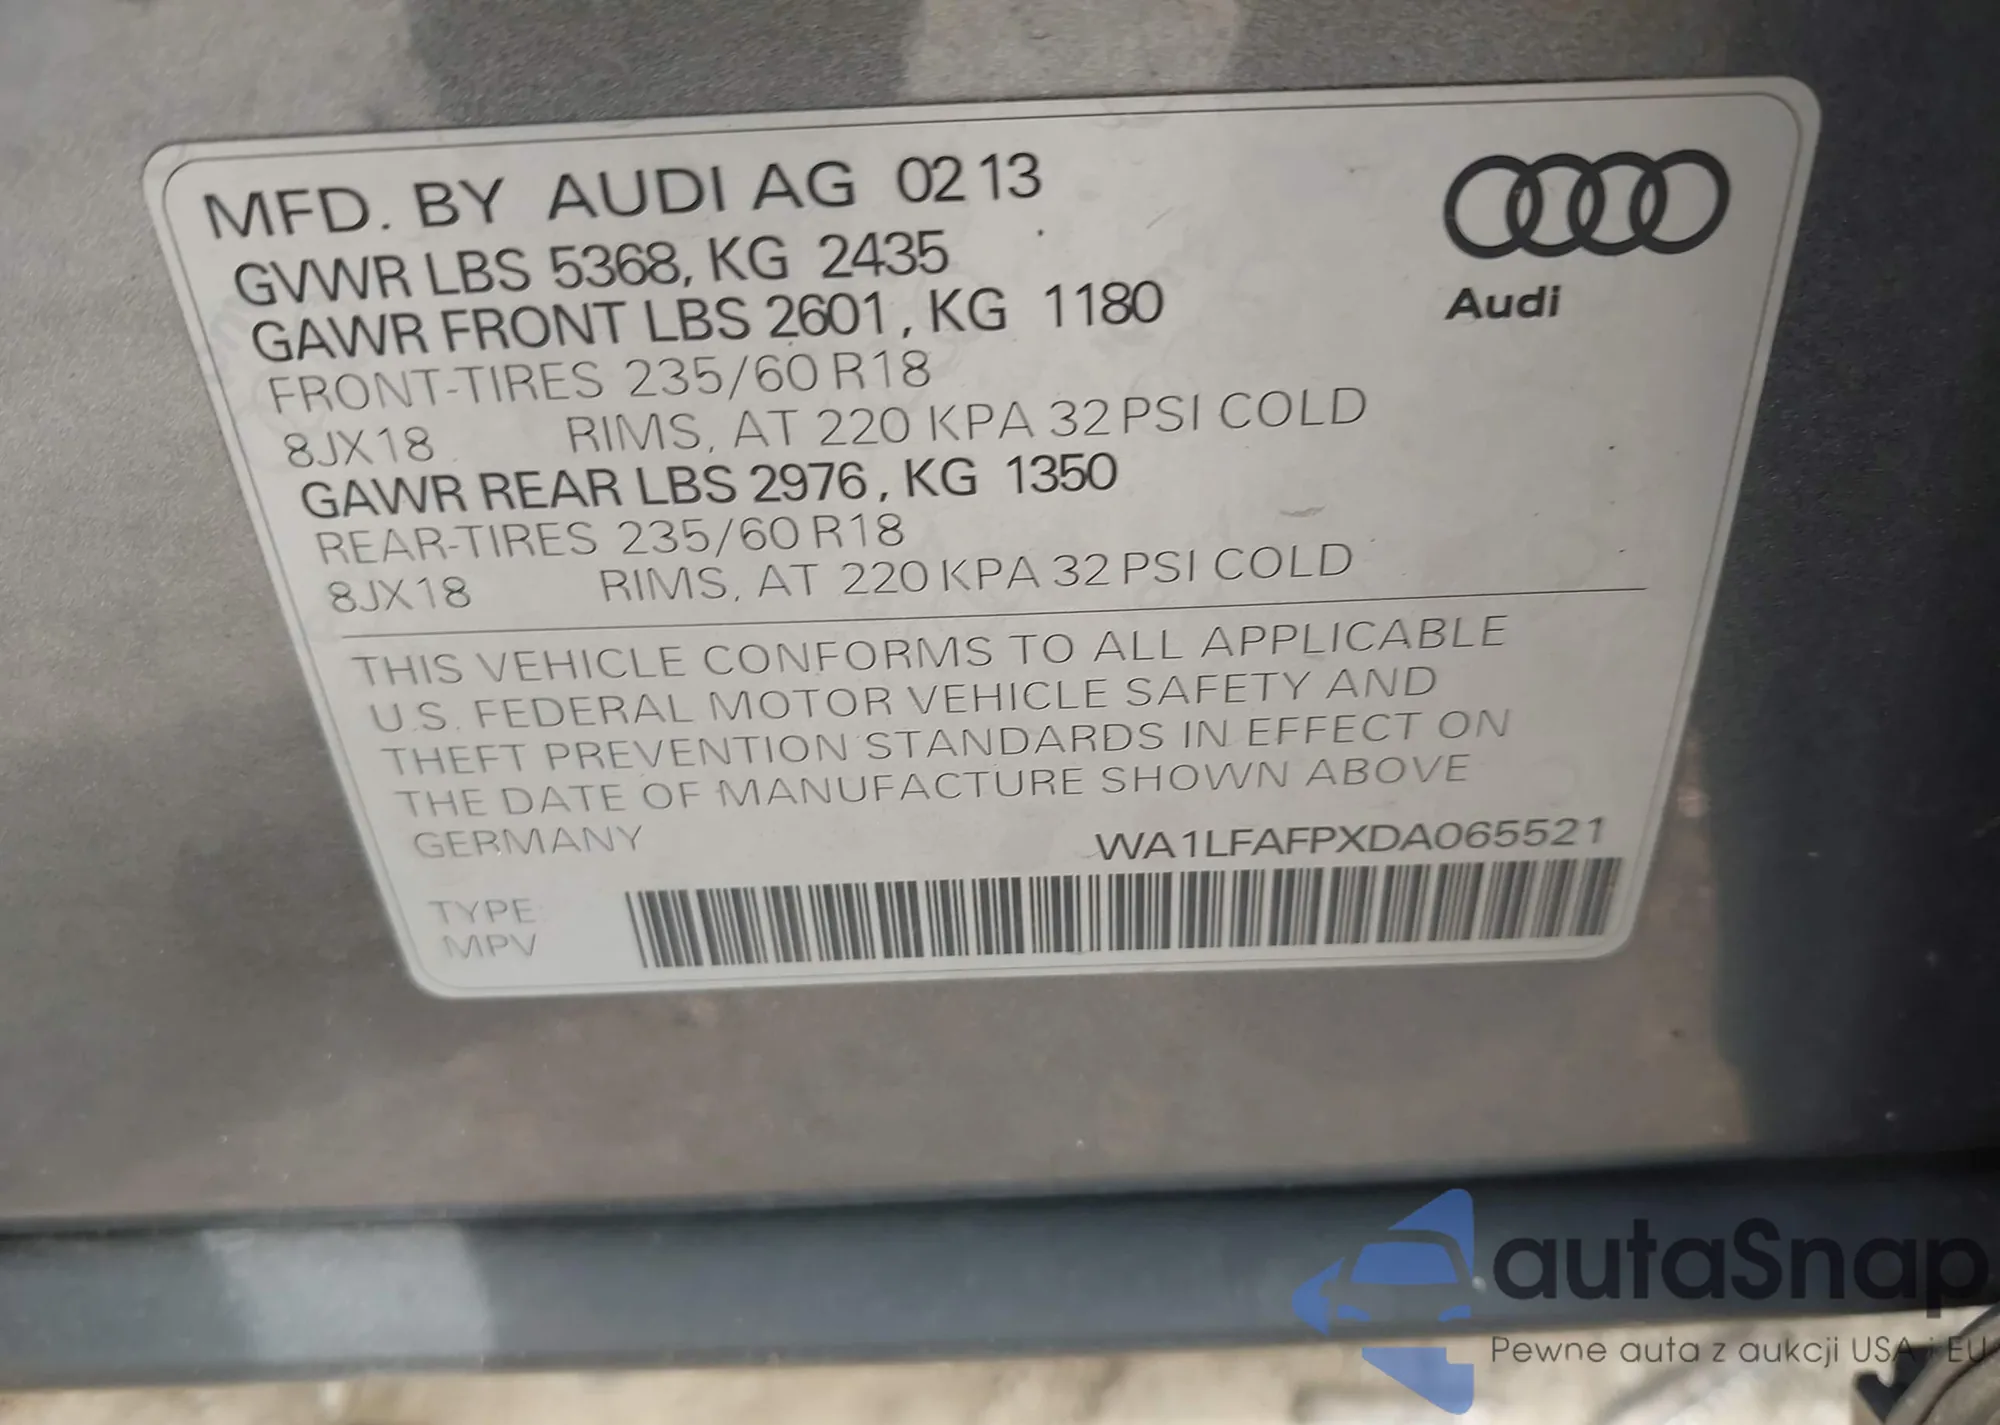 MFD. BY AUDI AG 02 13
GVWR LBS 5368, KG 2435
GAWR FRONT LBS 2601, KG 1180
FRONT-TIRES 235/60 R18
8JX18 RIMS, AT 220 KPA 32 PSI COLD
GAWR REAR LBS 2976, KG 1350
REAR-TIRES 235/60 R18
8JX18 RIMS, AT 220 KPA 32 PSI COLD
Audi
THIS VEHICLE CONFORMS TO ALL APPLICABLE
U.S. FEDERAL MOTOR VEHICLE SAFETY AND
THEFT PREVENTION STANDARDS IN EFFECT ON
THE DATE OF MANUFACTURE SHOWN ABOVE
GERMANY WA1LFAFPXDA065521
TYPE
MPV
autaSnap
Pewne auta z aukcji USA i EU